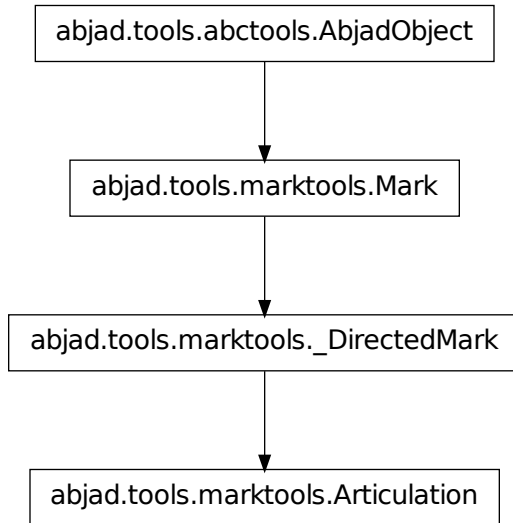 abjad.tools.abctools.AbjadObject
abjad.tools.marktools.Mark
abjad.tools.marktools._DirectedMark
abjad.tools.marktools.Articulation